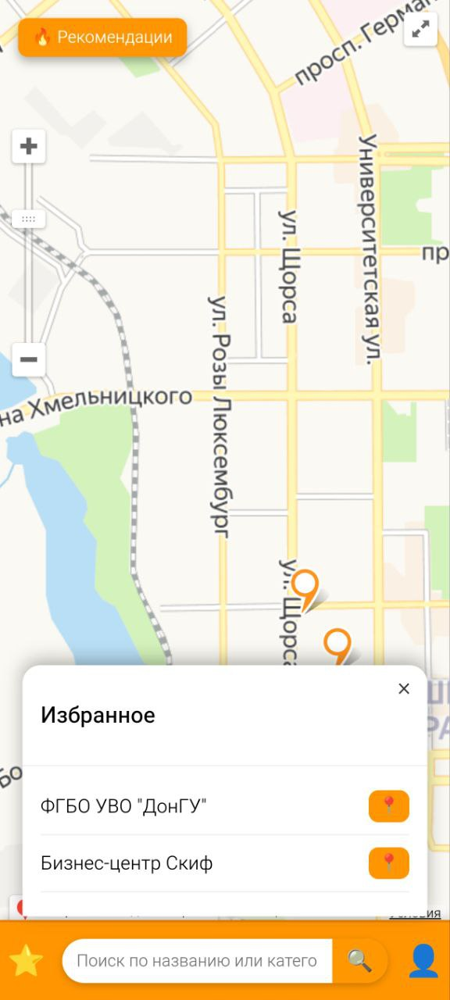 🔥 Рекомендации
просп. Герман
Университетская ул.
ул. Щорса
пр
ул. Розы Люксембург
на Хмельницкого
ул. Щорса
Избранное
ФГБО УВО "ДонГУ"
Бизнес-центр Скиф
Условия
Поиск по названию или катего